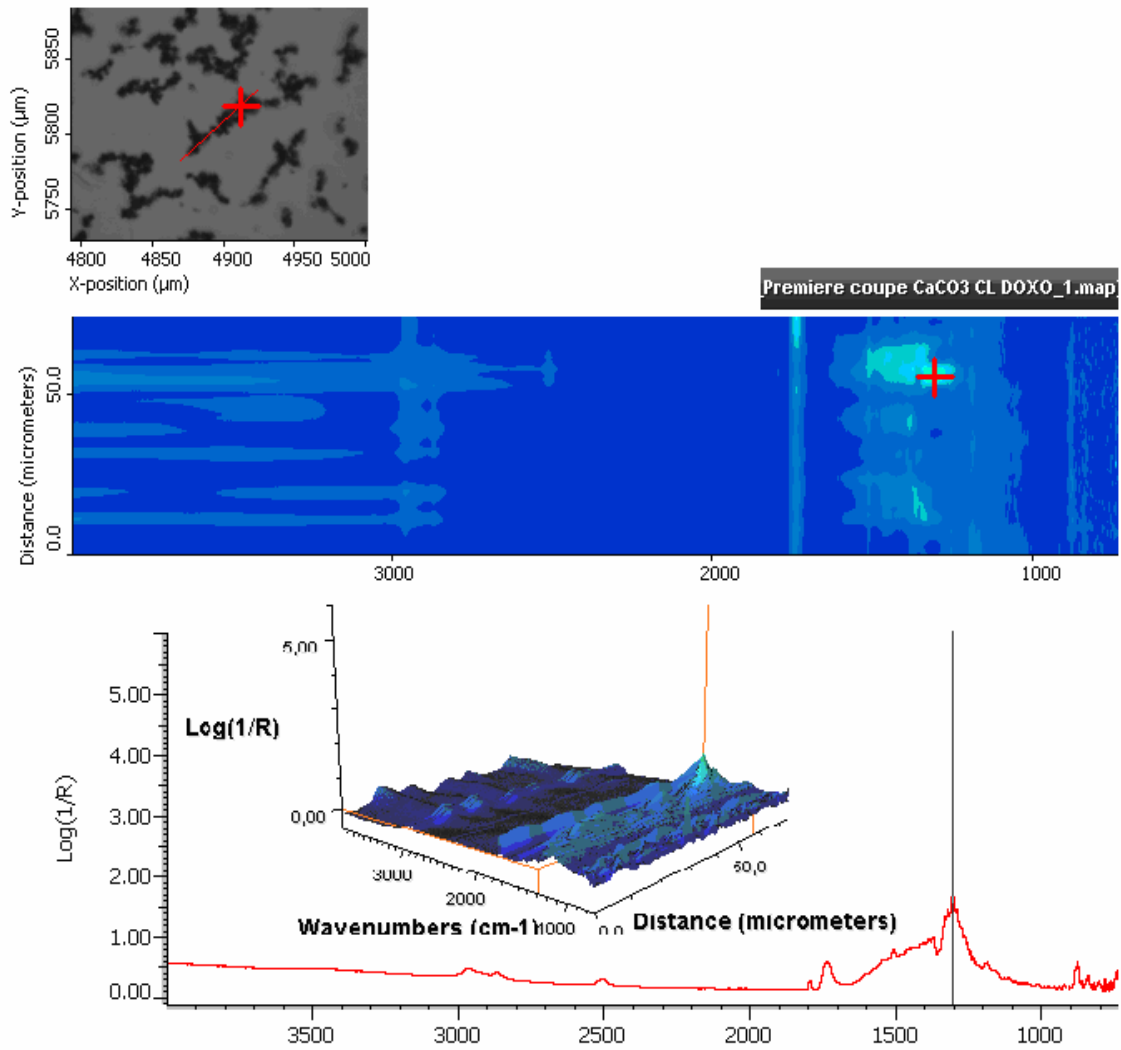 5850
5800
5750
Y-position (µm)
4800 4850 4900 4950 5000
X-position (µm)
Premiere coupe CaCO3 CL DOXO_1.map
50.0
0.0
Distance (micrometers)
3000 2000 1000
5,00
Log(1/R)
0,00
3000
2000
1000
50,0
0.0
Wavenumbers (cm-1)
Distance (micrometers)
5.00
4.00
3.00
2.00
1.00
0.00
Log(1/R)
3500 3000 2500 2000 1500 1000